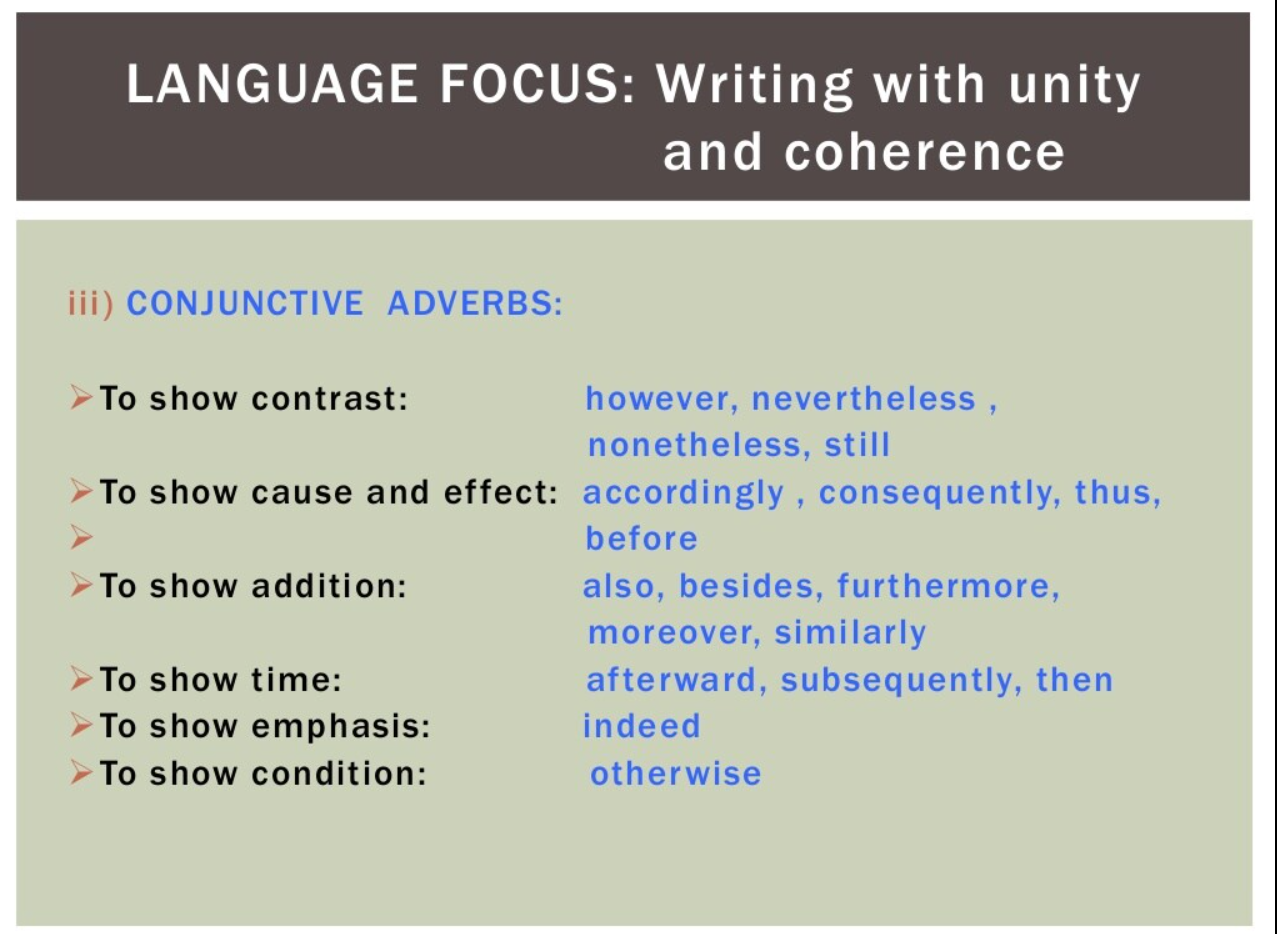 LANGUAGE FOCUS: Writing with unity
and coherence
iii) CONJUNCTIVE ADVERBS:
➢To show contrast: however, nevertheless ,
nonetheless, still
➢To show cause and effect: accordingly , consequently, thus,
➢ before
➢To show addition: also, besides, furthermore,
moreover, similarly
➢To show time: afterward, subsequently, then
➢To show emphasis: indeed
➢To show condition: otherwise